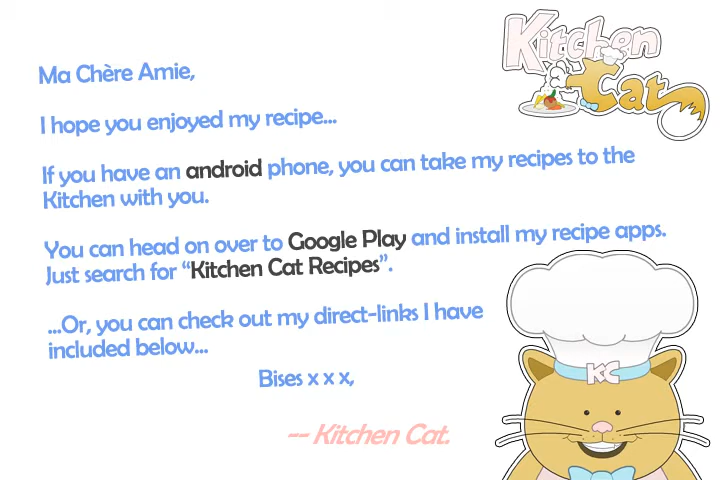 Kitchen
Cat
Ma Chère Amie,
I hope you enjoyed my recipe...
If you have an android phone, you can take my recipes to the
Kitchen with you.
You can head on over to Google Play and install my recipe apps.
Just search for “Kitchen Cat Recipes”.
...Or, you can check out my direct-links I have
included below...
Bises x x x,
-- Kitchen Cat.
KC